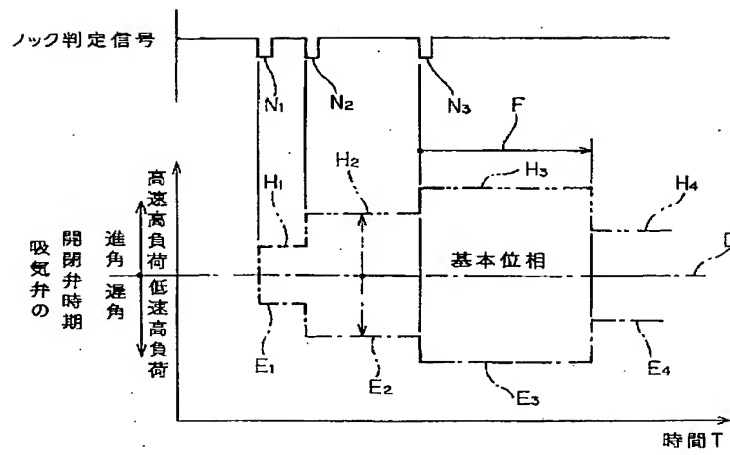 ノック判定信号
N1
N2
N3
F
H1
H2
H3
H4
基本位相
E1
E2
E3
E4
高速高負荷
低速高負荷
進角
遅角
開閉弁時期
吸気弁の
時間T